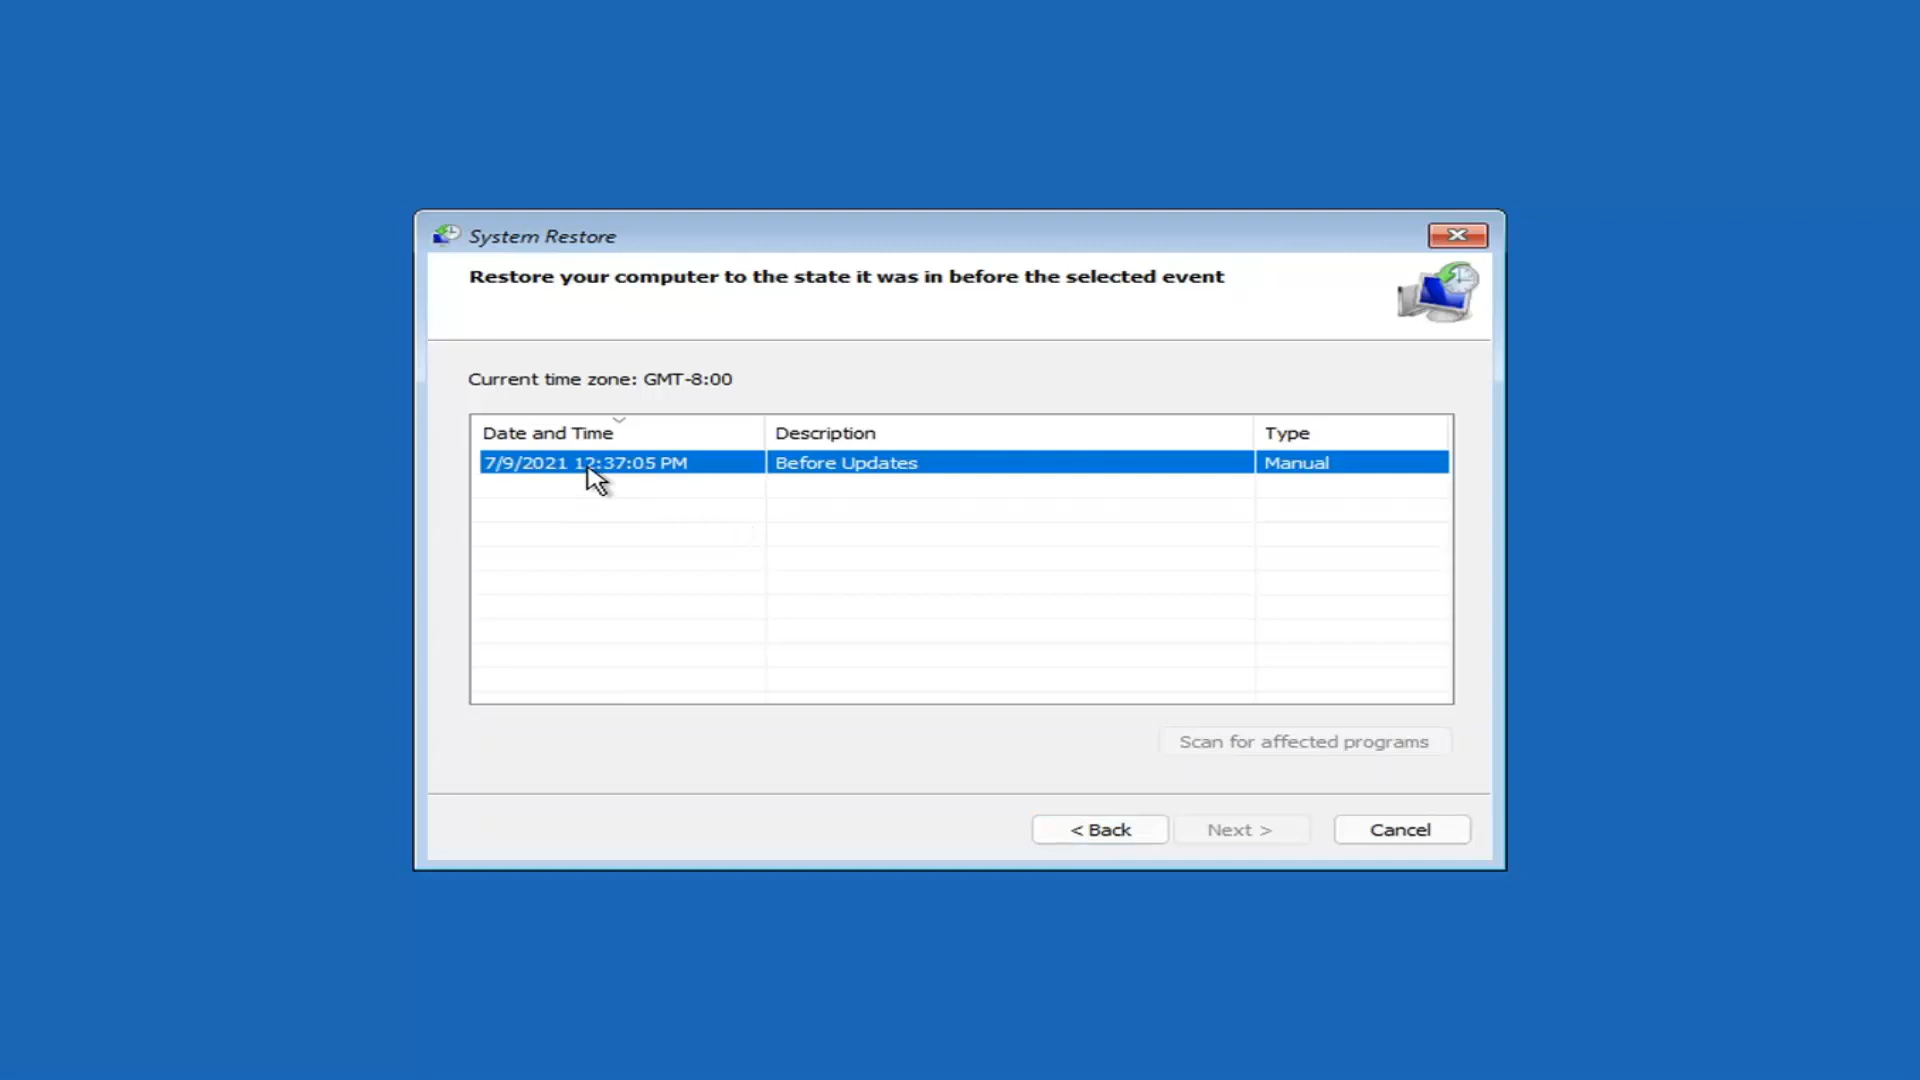 System Restore
Restore your computer to the state it was in before the selected event
Current time zone: GMT-8:00
Date and Time Description Type
7/9/2021 12:37:05 PM Before Updates Manual
Scan for affected programs
< Back Next > Cancel